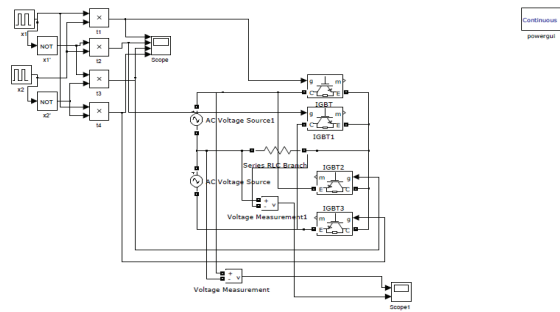 x1
NOT
x1'
x2
NOT
x2'
×
t1
×
t2
×
t3
×
t4
Scope
Continuous
powergui
g m
C E
IGBT
g m
C E
IGBT1
AC Voltage Source1
Series RLC Branch
AC Voltage Source
IGBT2
m g
E C
IGBT3
m g
E C
+
-
v
Voltage Measurement1
+
-
v
Voltage Measurement
Scope1